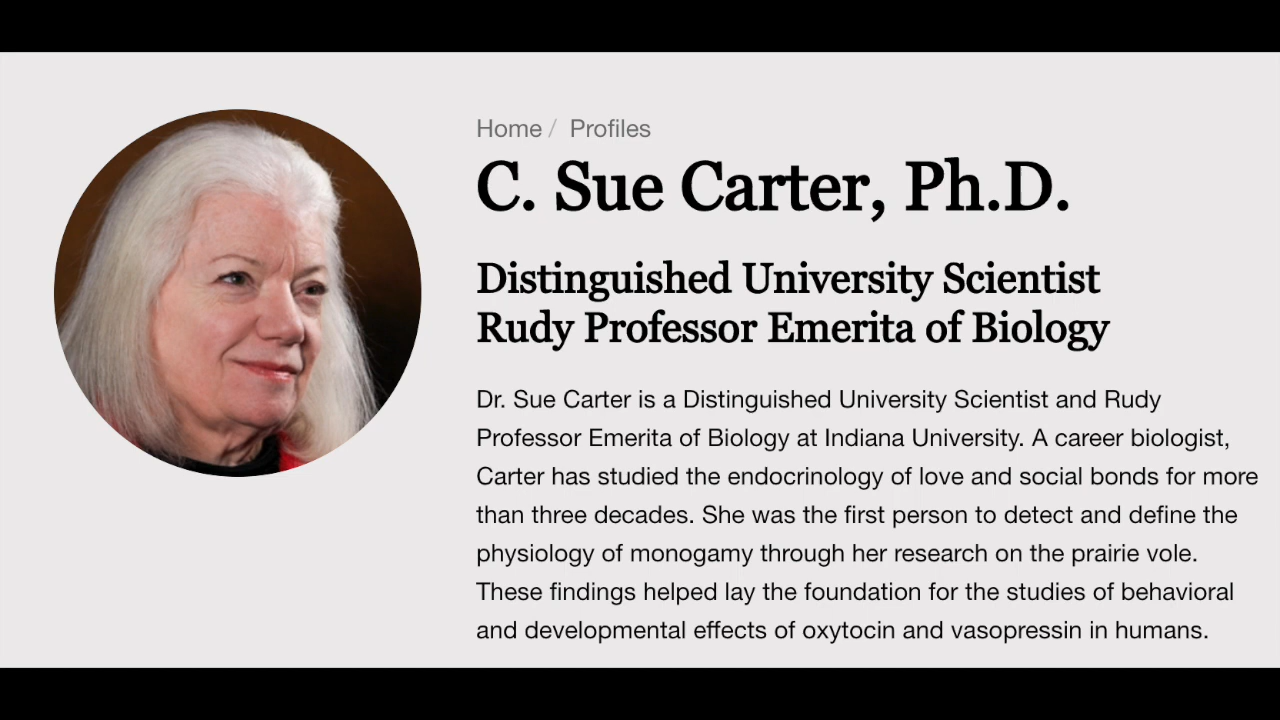 Home / Profiles
C. Sue Carter, Ph.D.
Distinguished University Scientist
Rudy Professor Emerita of Biology
Dr. Sue Carter is a Distinguished University Scientist and Rudy
Professor Emerita of Biology at Indiana University. A career biologist,
Carter has studied the endocrinology of love and social bonds for more
than three decades. She was the first person to detect and define the
physiology of monogamy through her research on the prairie vole.
These findings helped lay the foundation for the studies of behavioral
and developmental effects of oxytocin and vasopressin in humans.